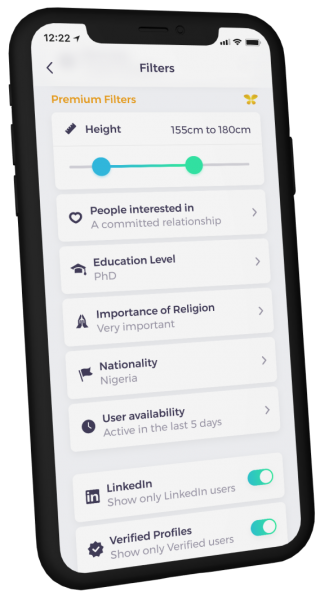 12:22
Filters
Premium Filters
Height 155cm to 180cm
People interested in
A committed relationship
Education Level
PhD
Importance of Religion
Very important
Nationality
Nigeria
User availability
Active in the last 5 days
in LinkedIn
Show only LinkedIn users
Verified Profiles
Show only Verified users